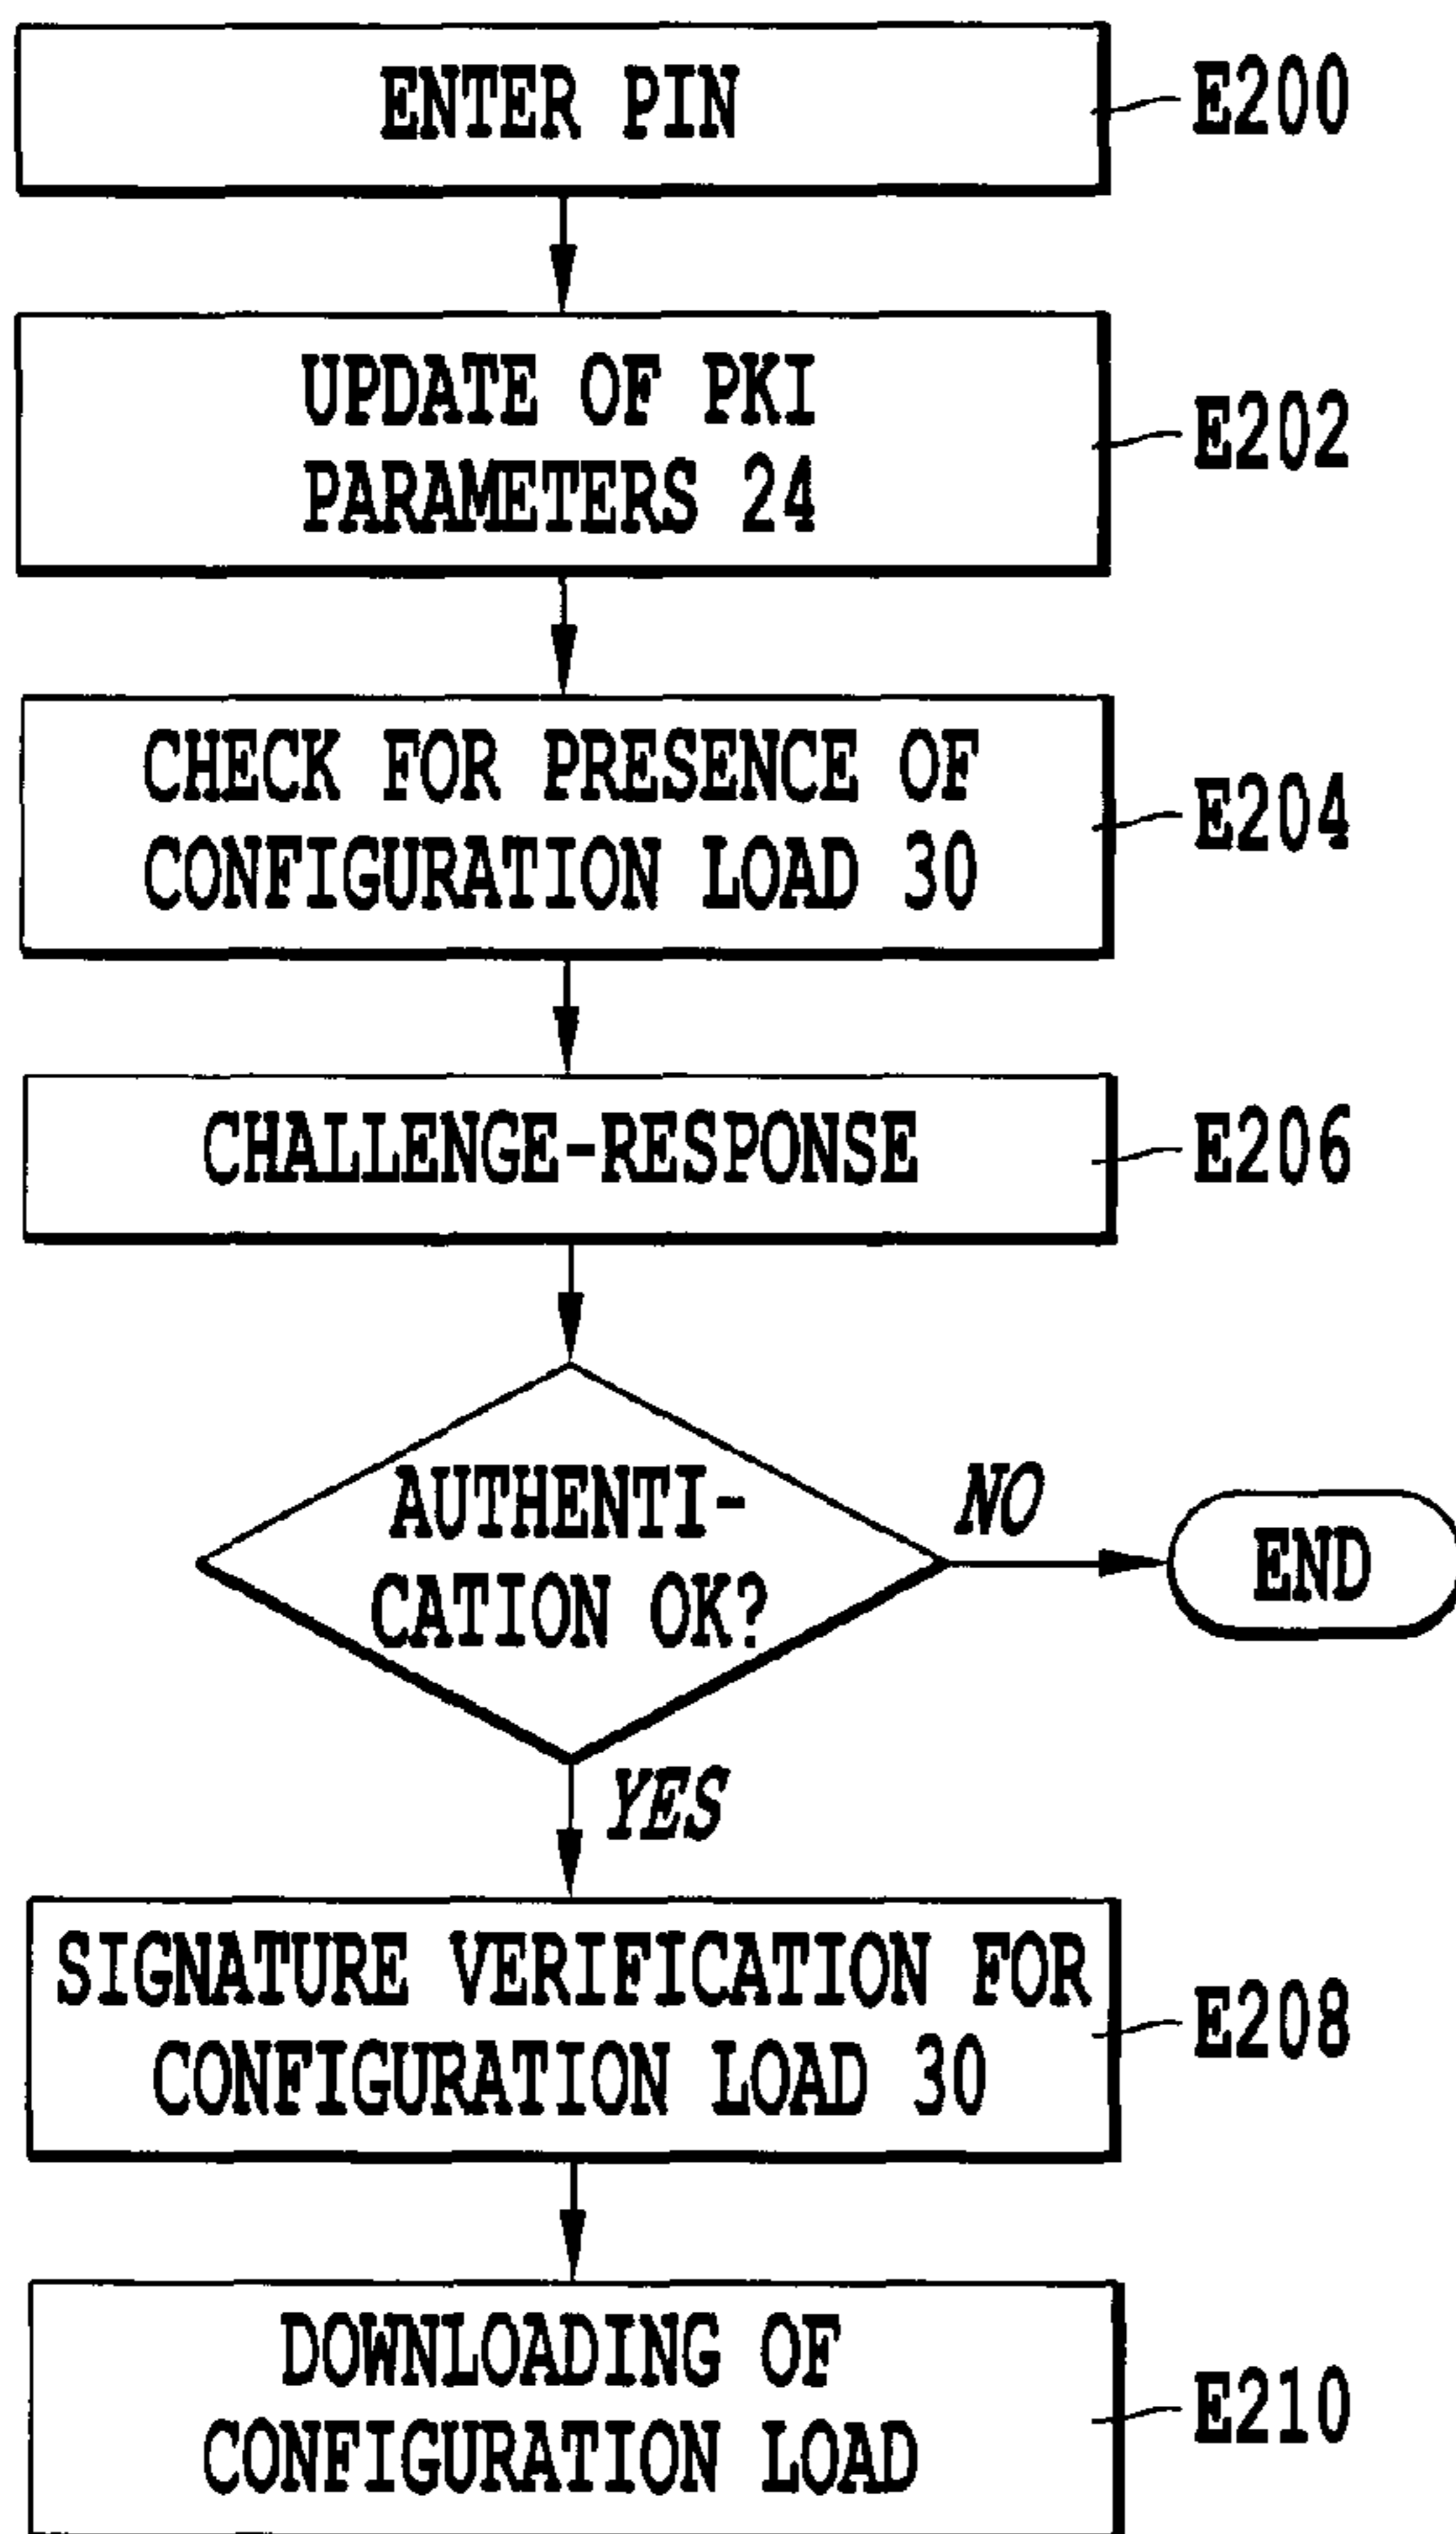 ENTER PIN
E200
UPDATE OF PKI
PARAMETERS 24
E202
CHECK FOR PRESENCE OF
CONFIGURATION LOAD 30
E204
CHALLENGE-RESPONSE
E206
AUTHENTI-
CATION OK?
NO
END
YES
SIGNATURE VERIFICATION FOR
CONFIGURATION LOAD 30
E208
DOWNLOADING OF
CONFIGURATION LOAD
E210